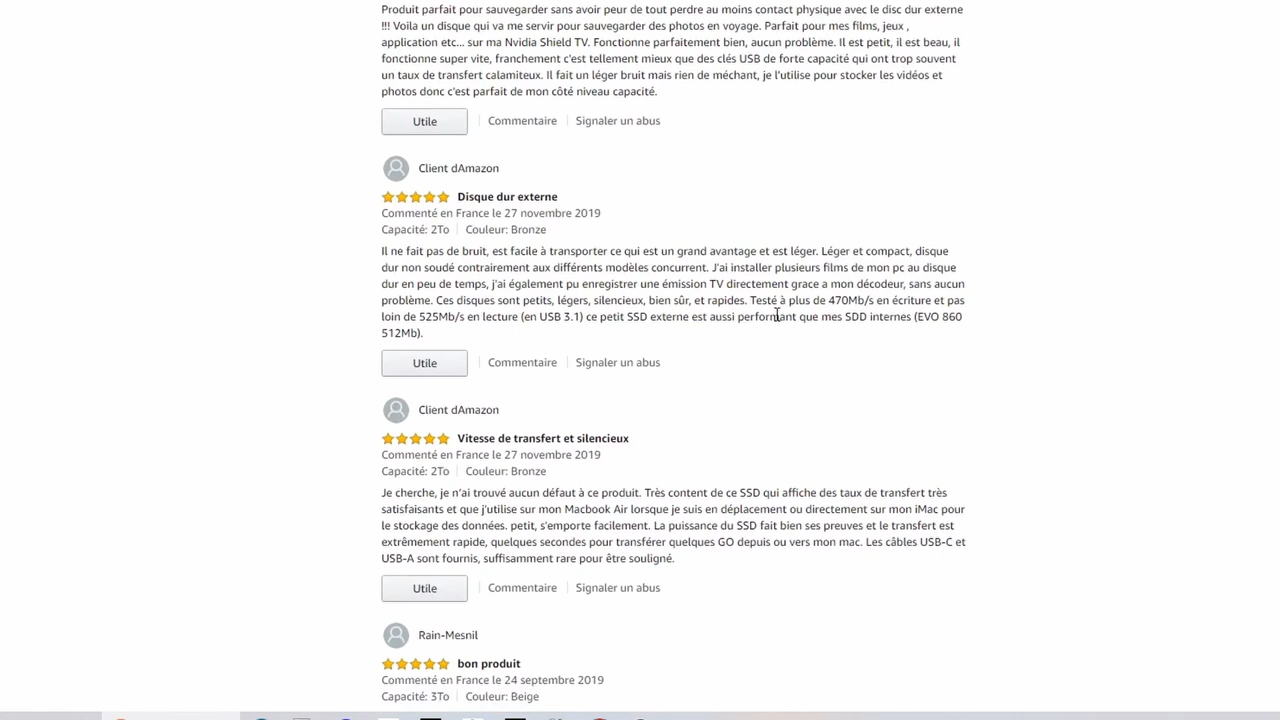 Produit parfait pour sauvegarder sans avoir peur de tout perdre au moins contact physique avec le disc dur externe
!!! Voila un disque qui va me servir pour sauvegarder des photos en voyage. Parfait pour mes films, jeux ,
application etc... sur ma Nvidia Shield TV. Fonctionne parfaitement bien, aucun problème. Il est petit, il est beau, il
fonctionne super vite, franchement c'est tellement mieux que des clés USB de forte capacité qui ont trop souvent
un taux de transfert calamiteux. Il fait un léger bruit mais rien de méchant, je l'utilise pour stocker les vidéos et
photos donc c'est parfait de mon côté niveau capacité.
Utile Commentaire Signaler un abus
Client dAmazon
Disque dur externe
Commenté en France le 27 novembre 2019
Capacité: 2To Couleur: Bronze
Il ne fait pas de bruit, est facile à transporter ce qui est un grand avantage et est léger. Léger et compact, disque
dur non soudé contrairement aux différents modèles concurrent. J'ai installer plusieurs films de mon pc au disque
dur en peu de temps, j'ai également pu enregistrer une émission TV directement grace a mon décodeur, sans aucun
problème. Ces disques sont petits, légers, silencieux, bien sûr, et rapides. Testé à plus de 470Mb/s en écriture et pas
loin de 525Mb/s en lecture (en USB 3.1) ce petit SSD externe est aussi performant que mes SDD internes (EVO 860
512Mb).
Utile Commentaire Signaler un abus
Client dAmazon
Vitesse de transfert et silencieux
Commenté en France le 27 novembre 2019
Capacité: 2To Couleur: Bronze
Je cherche, je n'ai trouvé aucun défaut à ce produit. Très content de ce SSD qui affiche des taux de transfert très
satisfaisants et que j'utilise sur mon Macbook Air lorsque je suis en déplacement ou directement sur mon iMac pour
le stockage des données. petit, s'emporte facilement. La puissance du SSD fait bien ses preuves et le transfert est
extrêmement rapide, quelques secondes pour transférer quelques GO depuis ou vers mon mac. Les câbles USB-C et
USB-A sont fournis, suffisamment rare pour être souligné.
Utile Commentaire Signaler un abus
Rain-Mesnil
bon produit
Commenté en France le 24 septembre 2019
Capacité: 3To Couleur: Beige